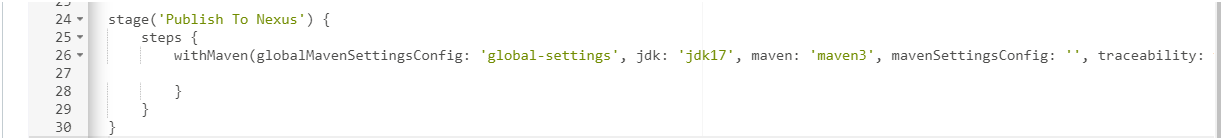 24 stage('Publish To Nexus') {
25 steps {
26 withMaven(globalMavenSettingsConfig: 'global-settings', jdk: 'jdk17', maven: 'maven3', mavenSettingsConfig: '', traceability:
27
28 }
29 }
30 }